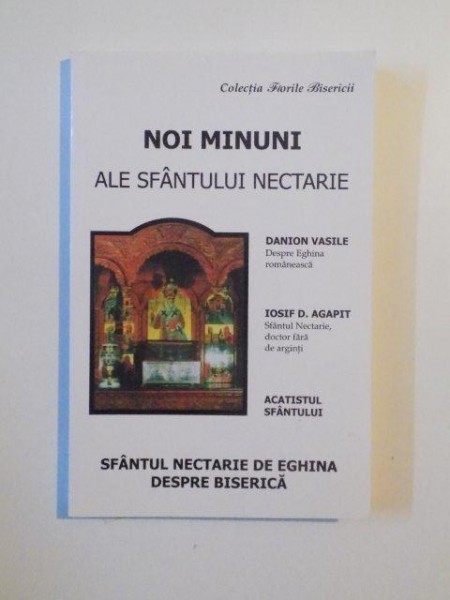 Colecția Fiorile Bisericii
NOI MINUNI
ALE SFÂNTULUI NECTARIE
DANION VASILE
Despre Eghina
românească
IOSIF D. AGAPIT
Sfântul Nectarie,
doctor fără
de arginți
ACATISTUL
SFÂNTULUI
SFÂNTUL NECTARIE DE EGHINA
DESPRE BISERICĂ